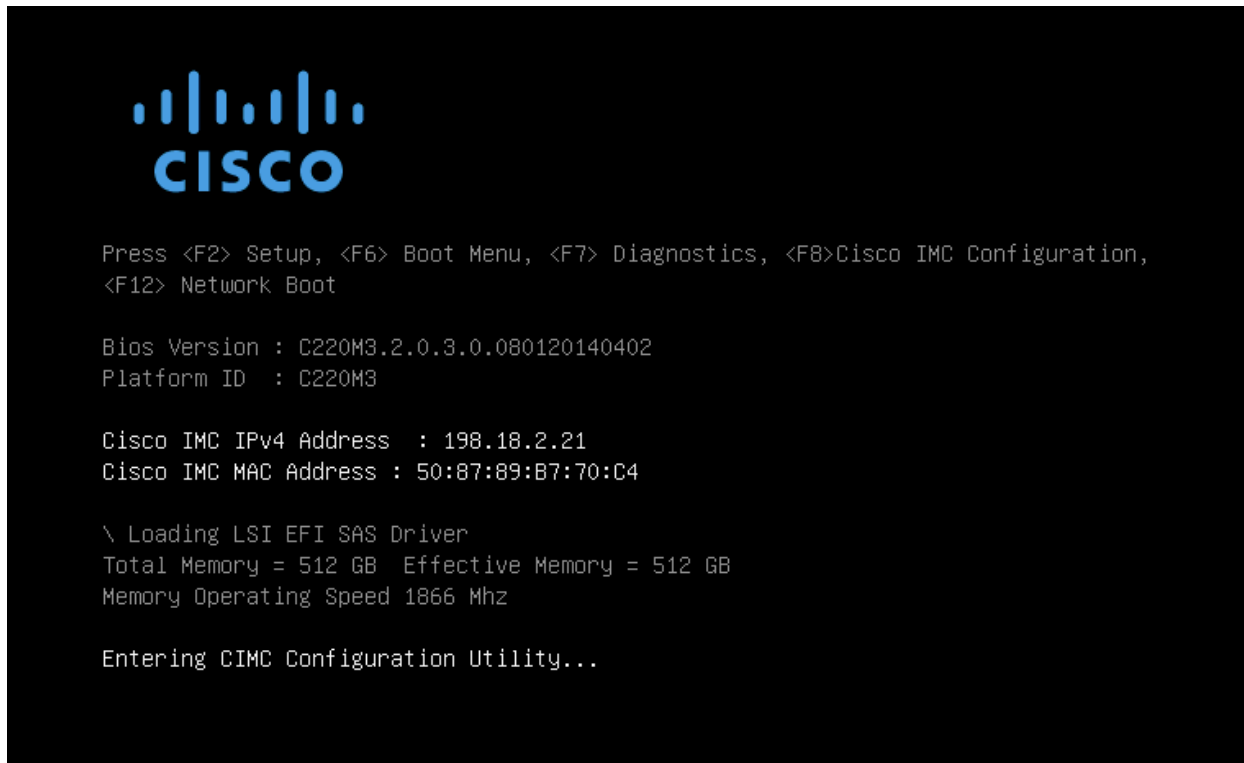 CISCO
Press <F2> Setup, <F6> Boot Menu, <F7> Diagnostics, <F8>Cisco IMC Configuration,
<F12> Network Boot
Bios Version : C220M3.2.0.3.0.080120140402
Platform ID  : C220M3
Cisco IMC IPv4 Address  : 198.18.2.21
Cisco IMC MAC Address : 50:87:89:B7:70:C4
\ Loading LSI EFI SAS Driver
Total Memory = 512 GB  Effective Memory = 512 GB
Memory Operating Speed 1866 Mhz
Entering CIMC Configuration Utility...